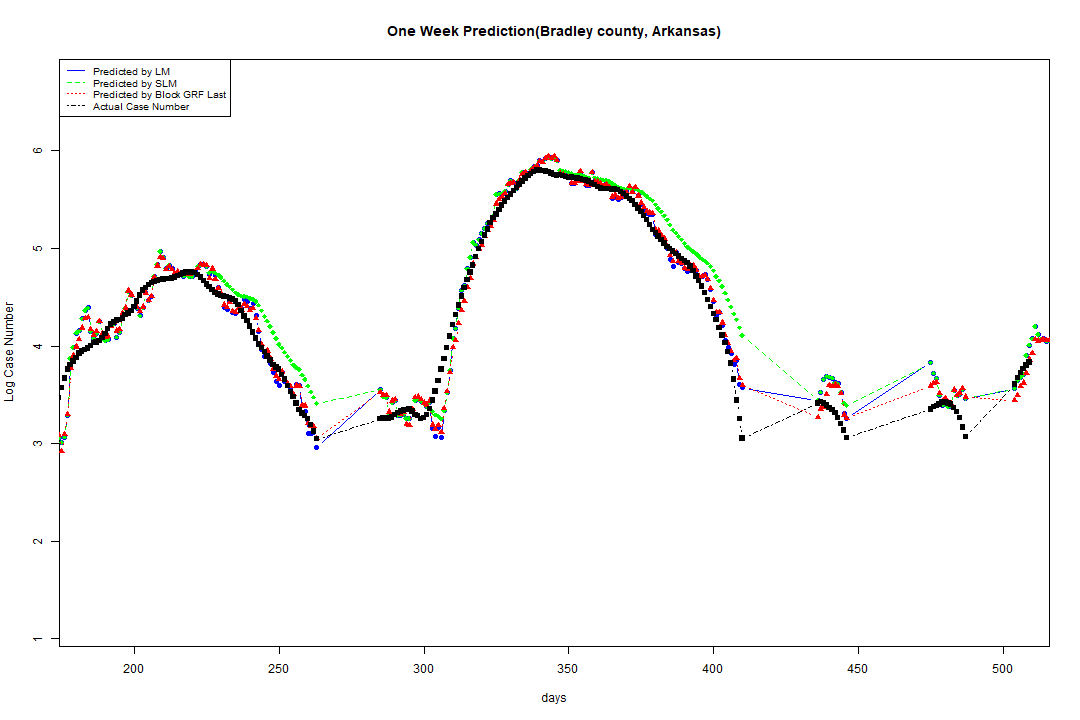 One Week Prediction(Bradley county, Arkansas)
Predicted by LM
Predicted by SLM
Predicted by Block GRF Last
Actual Case Number
Log Case Number
6
5
4
3
2
1
200 250 300 350 400 450 500
days